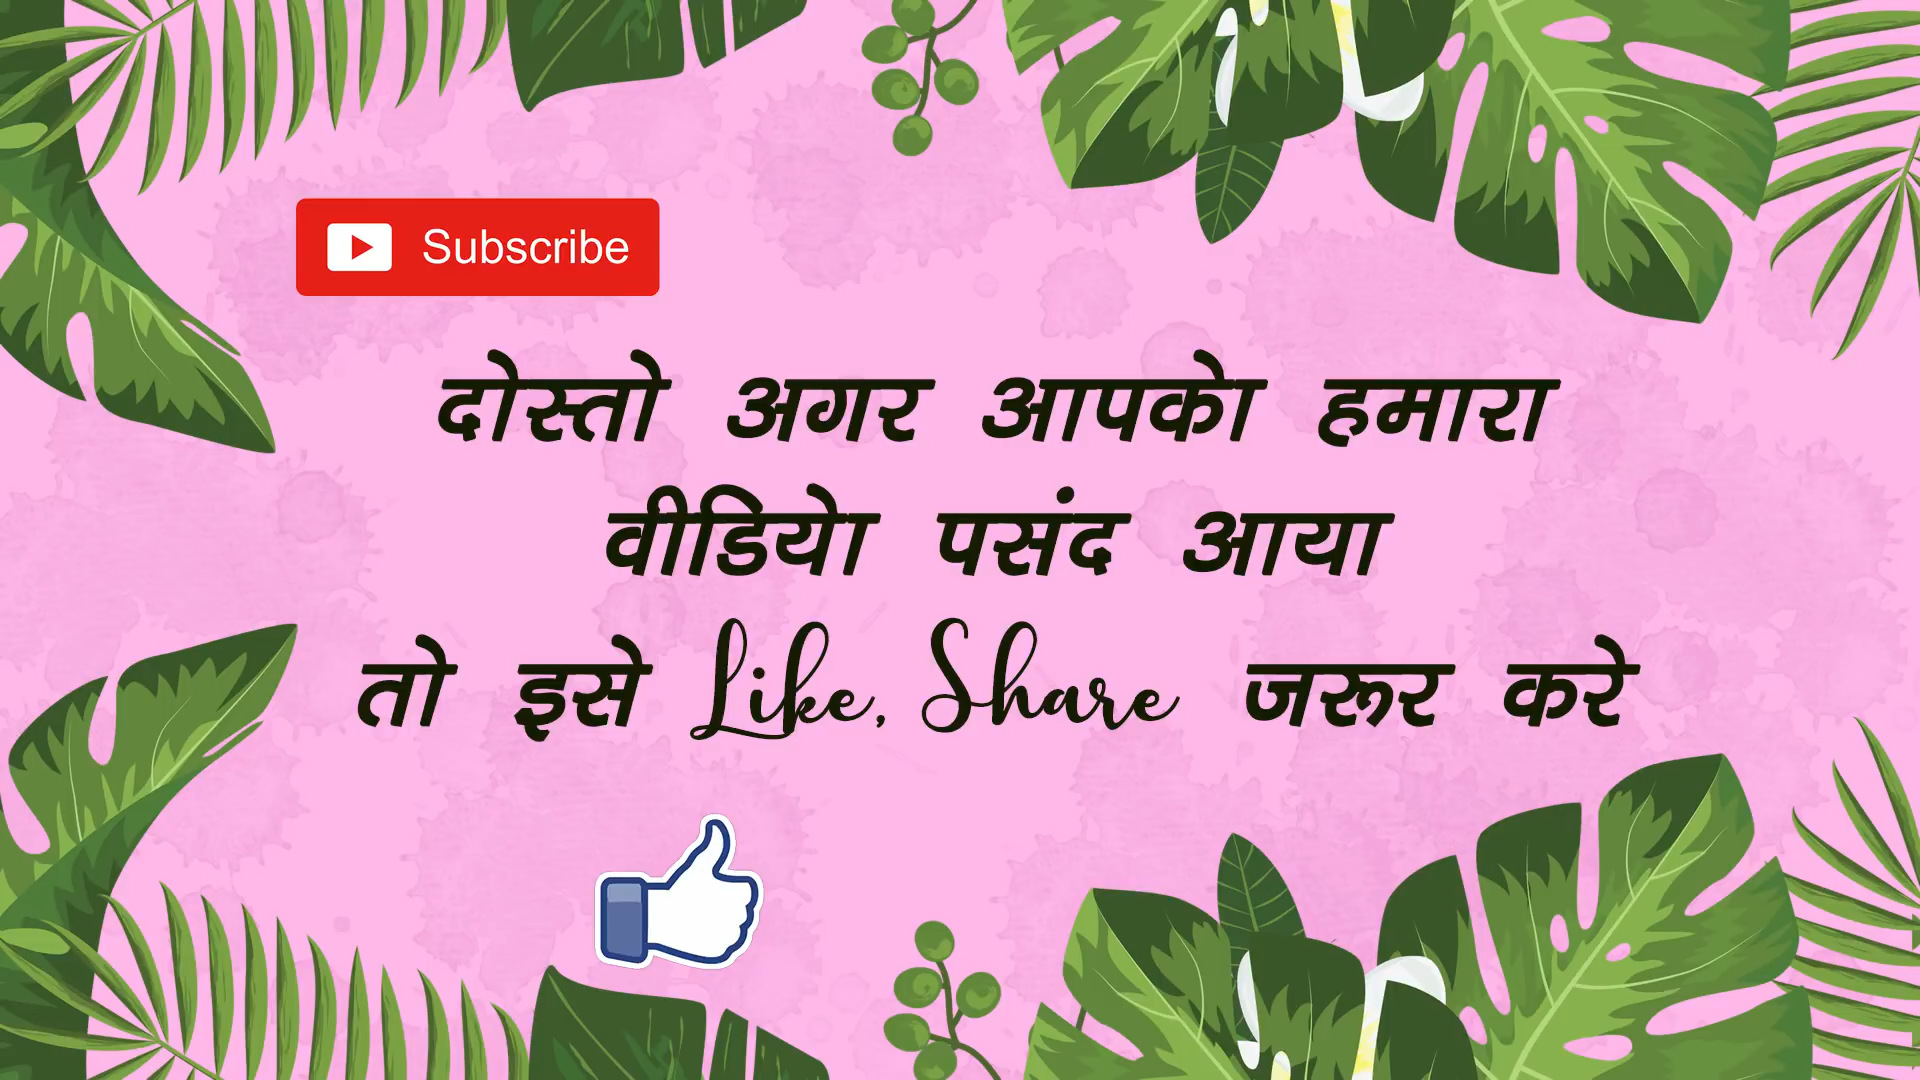 Subscribe
दोस्तो अगर आपको हमारा
वीडियो पसंद आया
तो इसे Like, Share जरूर करे